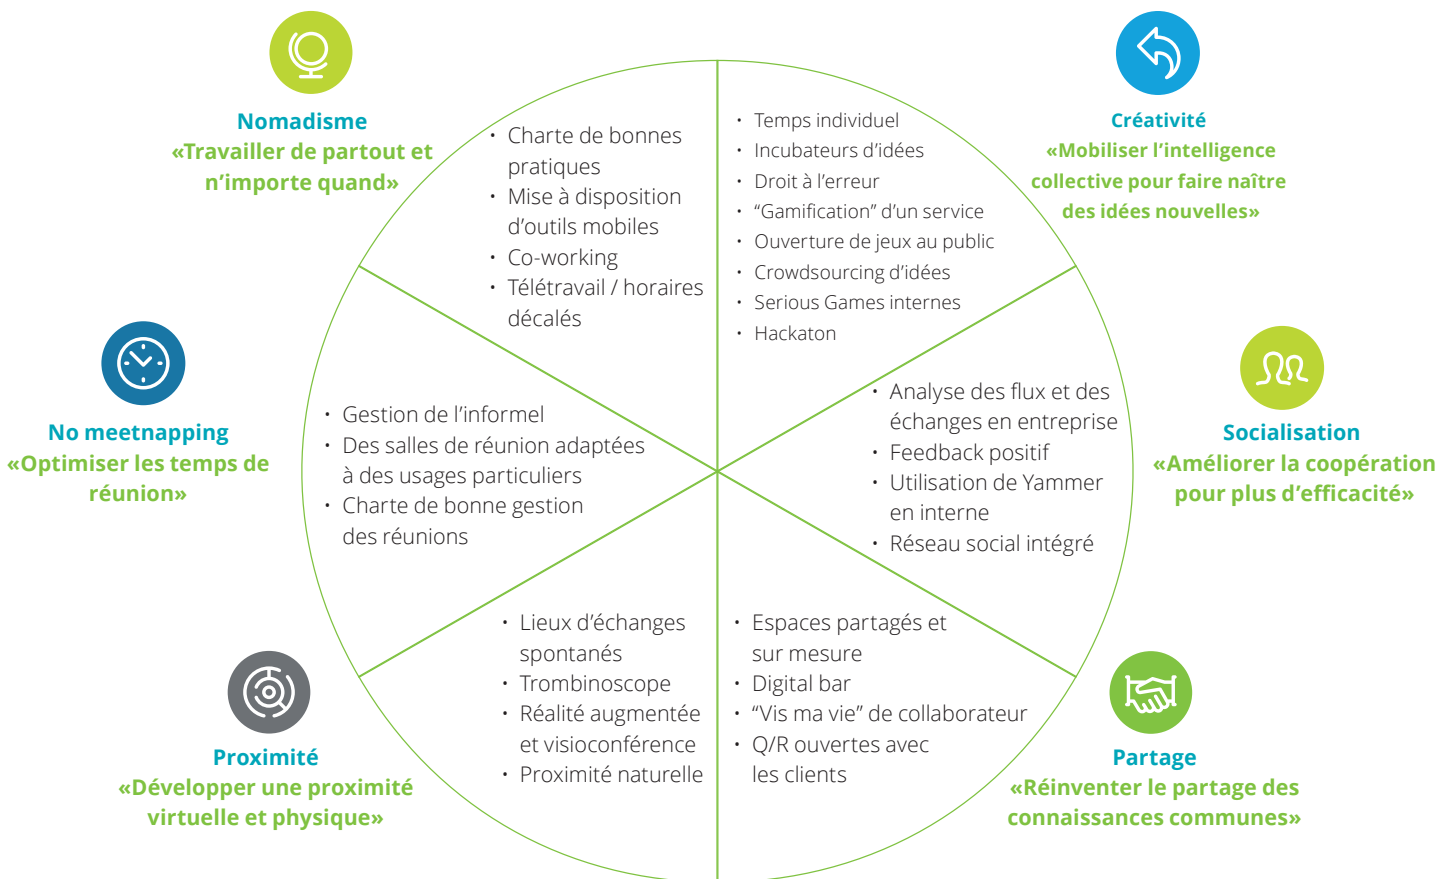 Nomadisme
«Travailler de partout et
n’importe quand»
• Charte de bonnes
pratiques
• Mise à disposition
d’outils mobiles
• Co-working
• Télétravail / horaires
décalés
• Temps individuel
• Incubateurs d’idées
• Droit à l’erreur
• “Gamification” d’un service
• Ouverture de jeux au public
• Crowdsourcing d’idées
• Serious Games internes
• Hackaton
Créativité
«Mobiliser l’intelligence
collective pour faire naître
des idées nouvelles»
No meetnapping
«Optimiser les temps de
réunion»
• Gestion de l’informel
• Des salles de réunion adaptées
à des usages particuliers
• Charte de bonne gestion
des réunions
• Analyse des flux et des
échanges en entreprise
• Feedback positif
• Utilisation de Yammer
en interne
• Réseau social intégré
Socialisation
«Améliorer la coopération
pour plus d’efficacité»
Proximité
«Développer une proximité
virtuelle et physique»
• Lieux d’échanges
spontanés
• Trombinoscope
• Réalité augmentée
et visioconférence
• Proximité naturelle
• Espaces partagés et
sur mesure
• Digital bar
• “Vis ma vie” de collaborateur
• Q/R ouvertes avec
les clients
Partage
«Réinventer le partage des
connaissances communes»